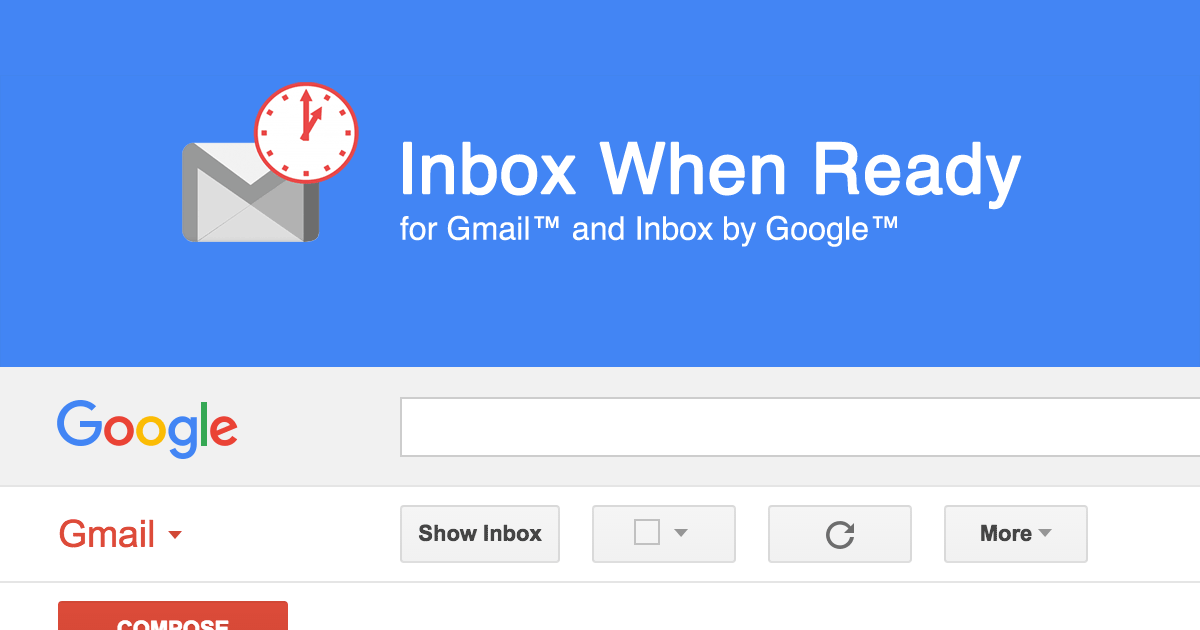 Inbox When Ready
for Gmail™ and Inbox by Google™
Google
Gmail
Show Inbox
More
COMPOSE